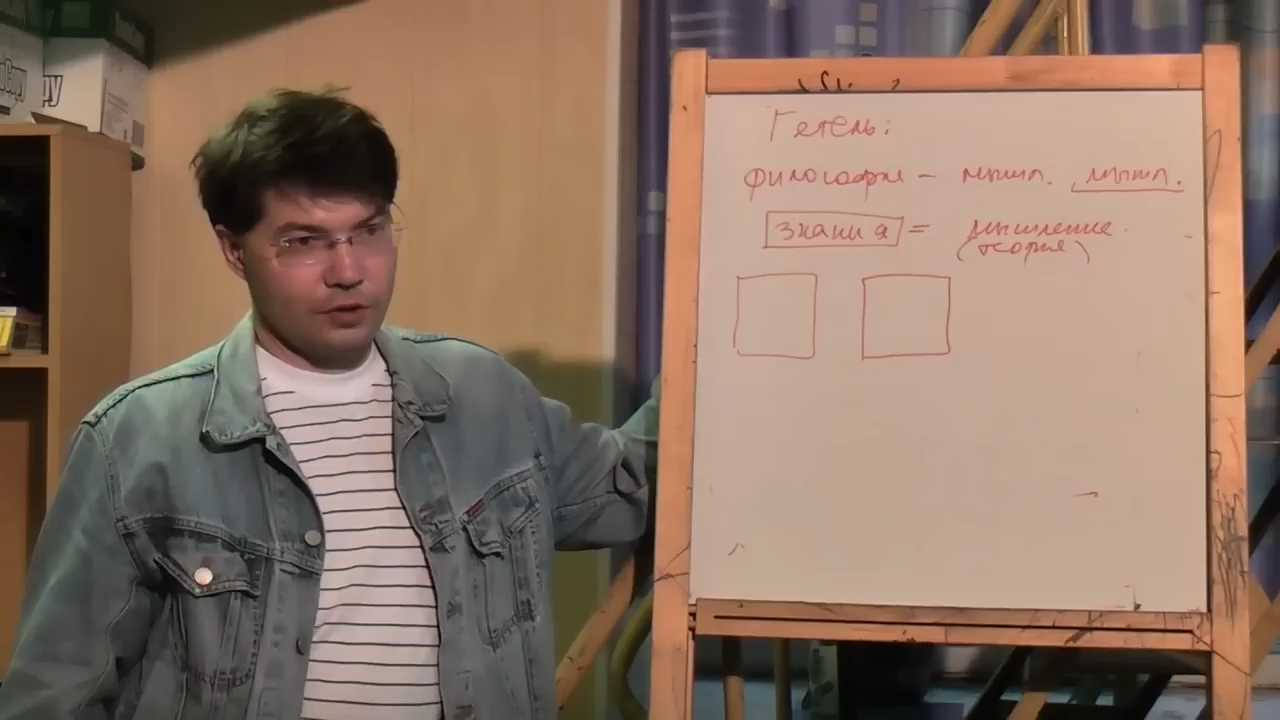 Гегель:
философия – мышл. мышл.
знания = мышление
(теория)